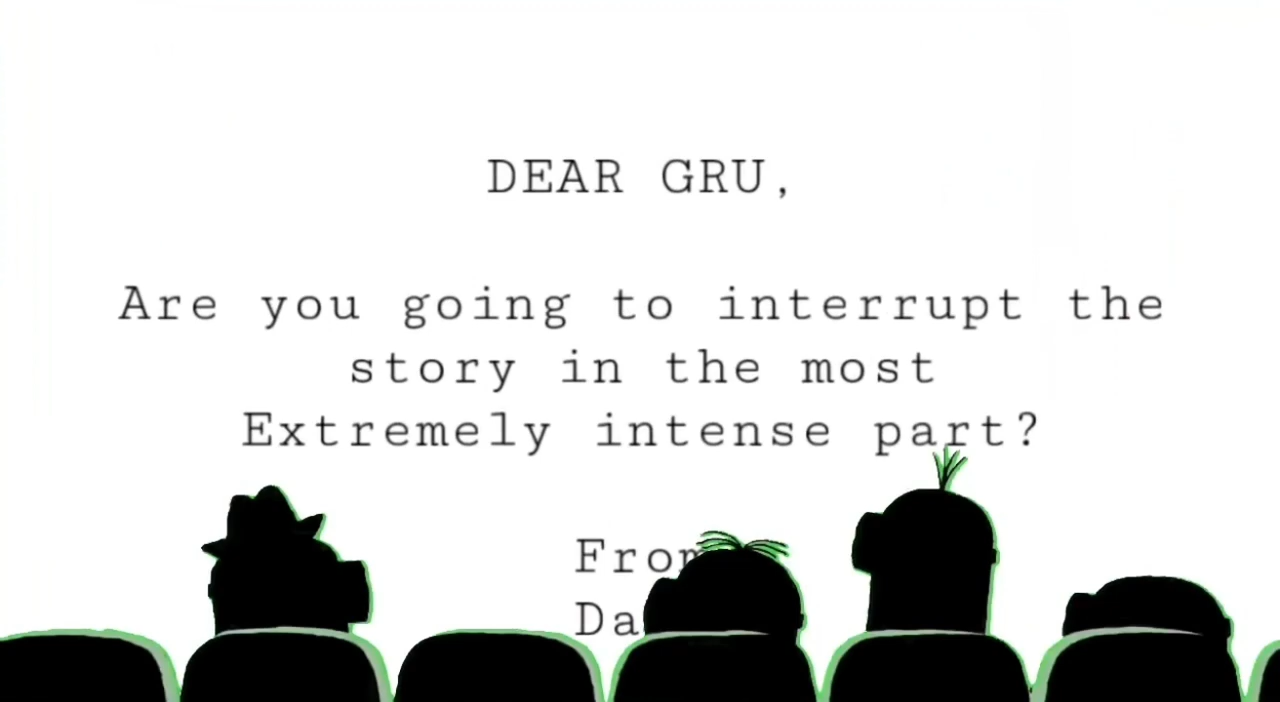 DEAR GRU,
Are you going to interrupt the
story in the most
Extremely intense part?